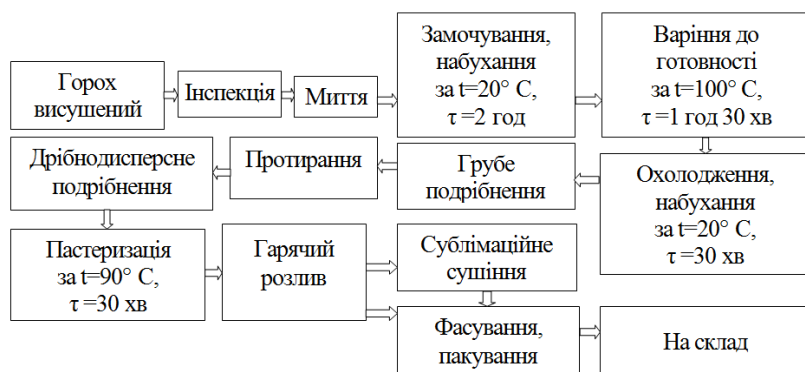 Горох
висушений
Інспекція
Миття
Замочування,
набухання
за t=20° С,
τ =2 год
Варіння до
готовності
за t=100° С,
τ =1 год 30 хв
Охолодження,
набухання
за t=20° С,
τ =30 хв
Грубе
подрібнення
Протирання
Дрібнодисперсне
подрібнення
Пастеризація
за t=90° С,
τ =30 хв
Гарячий
розлив
Сублімаційне
сушіння
Фасування,
пакування
На склад